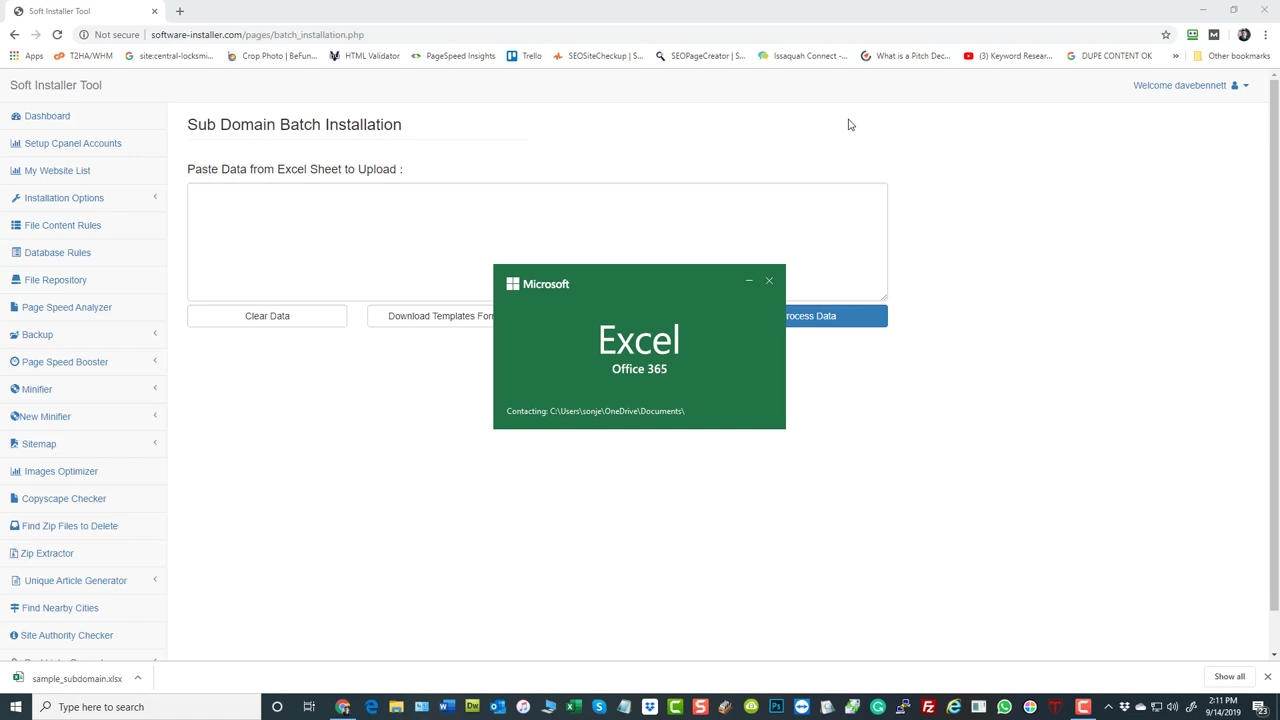 Soft Installer Tool
Not secure | software-installer.com/pages/batch_installation.php
Apps
T2HA/WHM
site:central-locksmi...
Crop Photo | BeFun...
HTML Validator
PageSpeed Insights
Trello
SEOSiteCheckup | S...
SEOPageCreator | S...
Issaquah Connect -...
What is a Pitch Dec...
(3) Keyword Resear...
DUPE CONTENT OK
»
Other bookmarks
Soft Installer Tool
Welcome davebennett
Dashboard
Setup Cpanel Accounts
My Website List
Installation Options
File Content Rules
Database Rules
File Repository
Page Speed Analyzer
Backup
Page Speed Booster
Minifier
New Minifier
Sitemap
Images Optimizer
Copyscape Checker
Find Zip Files to Delete
Zip Extractor
Unique Article Generator
Find Nearby Cities
Site Authority Checker
Sub Domain Batch Installation
Paste Data from Excel Sheet to Upload :
Clear Data
Download Templates For
rocess Data
Microsoft
Excel
Office 365
Contacting: C:\Users\sonje\OneDrive\Documents\
sample_subdomain.xlsx
Show all
Type here to search
2:11 PM
9/14/2019